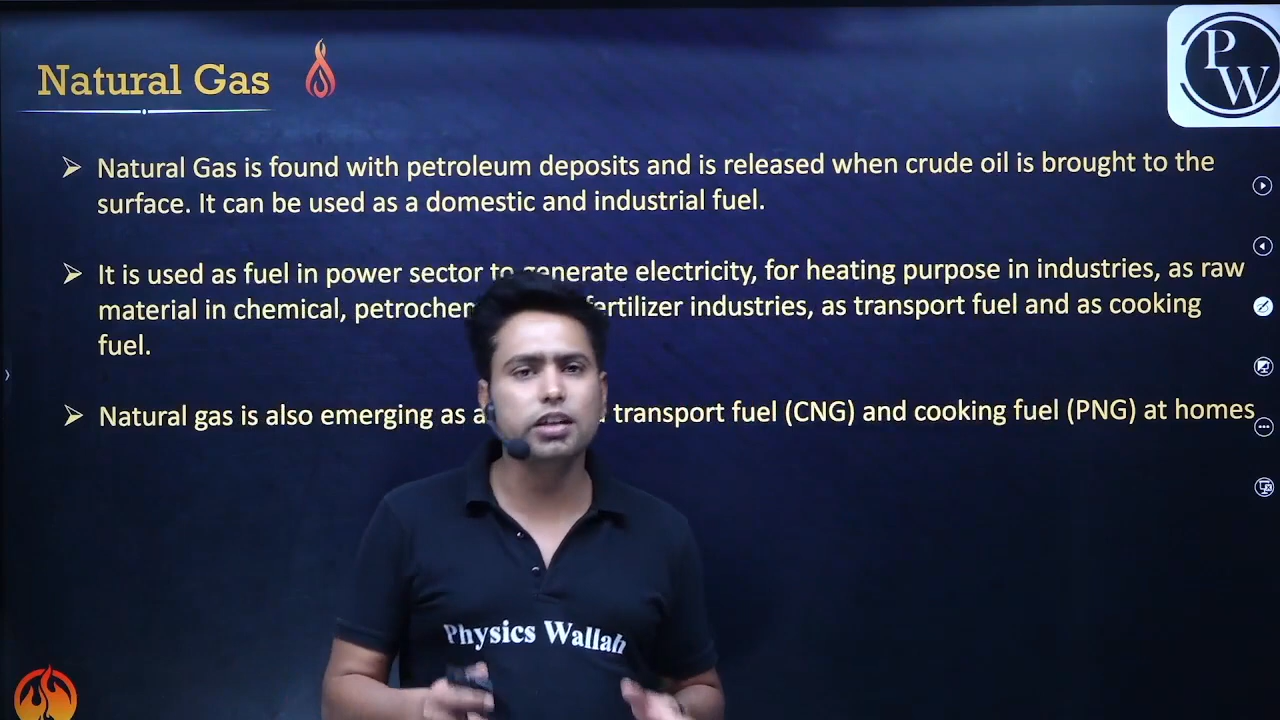 Natural Gas
P
W
Natural Gas is found with petroleum deposits and is released when crude oil is brought to the
surface. It can be used as a domestic and industrial fuel.
It is used as fuel in power sector to generate electricity, for heating purpose in industries, as raw
material in chemical, fertilizer industries, as transport fuel and as cooking
fuel.
Natural gas is also emerging as transport fuel (CNG) and cooking fuel (PNG) at homes
Physics Wallah